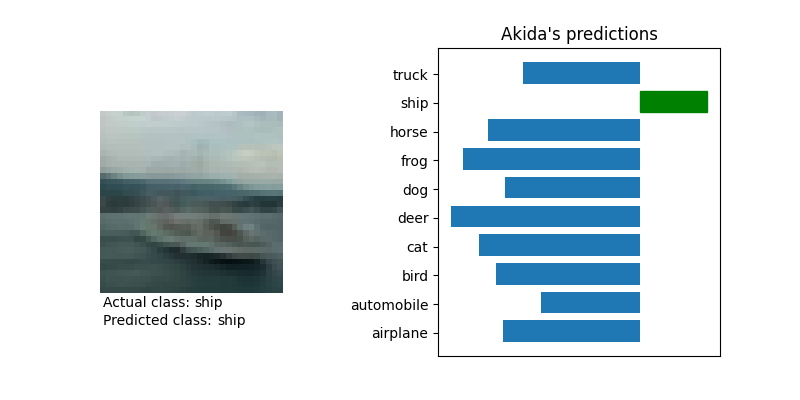 Akida's predictions
truck
ship
horse
frog
dog
deer
cat
bird
automobile
airplane
Actual class: ship
Predicted class: ship